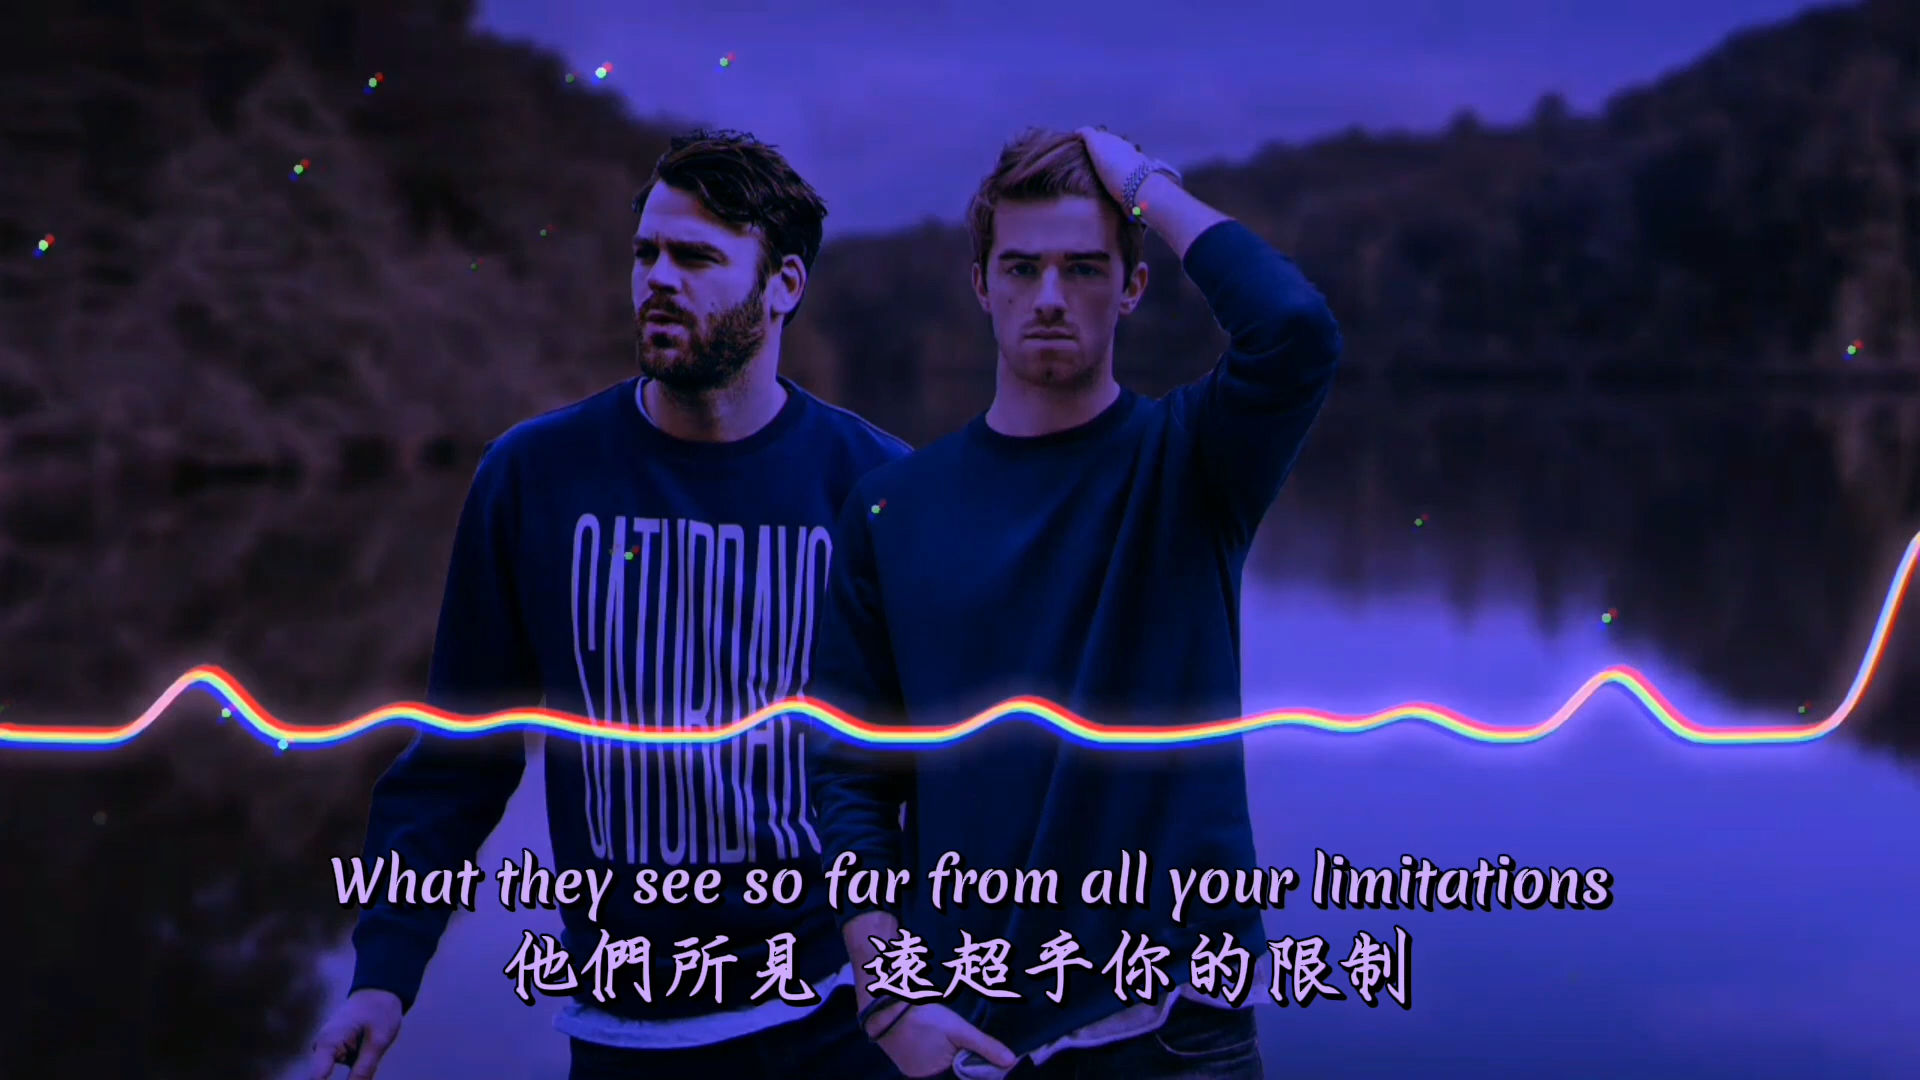 SATURDAYS
What they see so far from all your limitations
他們所見 遠超乎你的限制